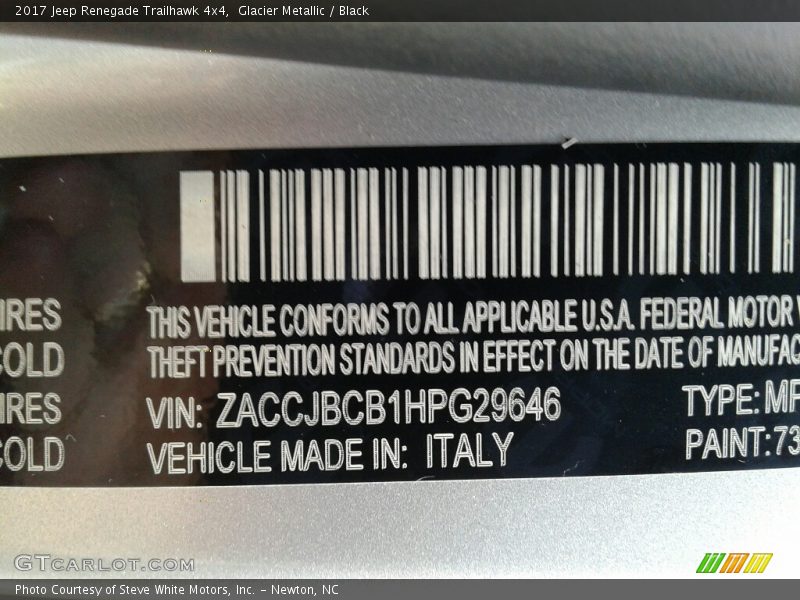 2017 Jeep Renegade Trailhawk 4x4, Glacier Metallic / Black
IRES
COLD
IRES
COLD
THIS VEHICLE CONFORMS TO ALL APPLICABLE U.S.A. FEDERAL MOTOR V
THEFT PREVENTION STANDARDS IN EFFECT ON THE DATE OF MANUFAC
VIN: ZACCJBCB1HPG29646
TYPE: MF
VEHICLE MADE IN: ITALY
PAINT: 73
GTCARLOT.COM
Photo Courtesy of Steve White Motors, Inc. - Newton, NC